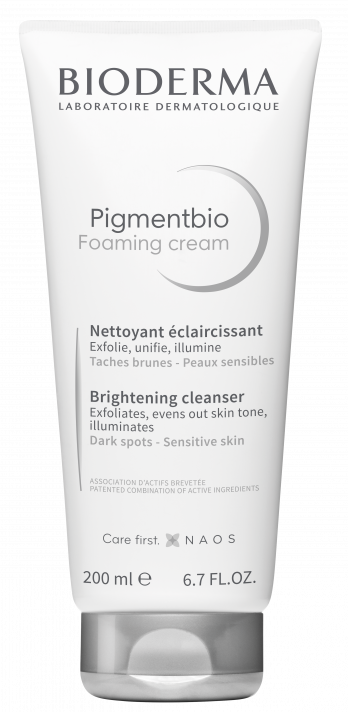 BIODERMA
LABORATOIRE DERMATOLOGIQUE
Pigmentbio
Foaming cream
Nettoyant éclaircissant
Exfolie, unifie, illumine
Taches brunes - Peaux sensibles
Brightening cleanser
Exfoliates, evens out skin tone,
illuminates
Dark spots - Sensitive skin
ASSOCIATION D'ACTIFS BREVETÉE
PATENTED COMBINATION OF ACTIVE INGREDIENTS
Care first. NAOS
200 ml ℮ 6.7 FL.OZ.